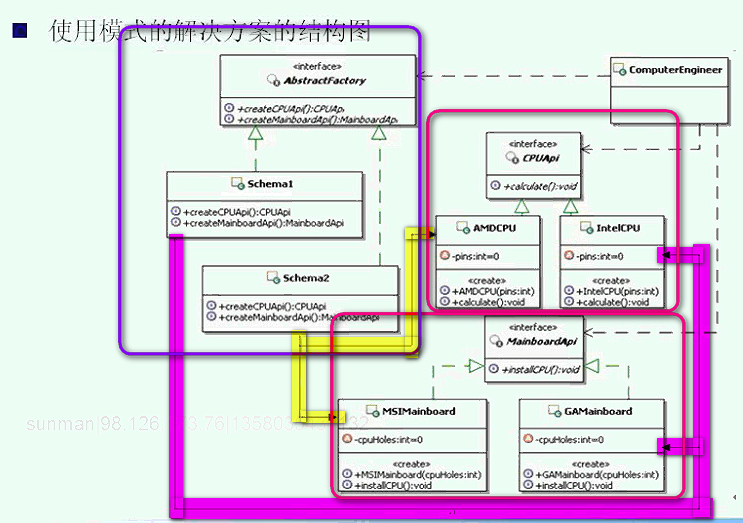 使用模式的解决方案的结构图
«interface»
AbstractFactory
+createCPUApi():CPUApi
+createMainboardApi():MainboardApi
ComputerEngineer
«interface»
CPUApi
+calculate():void
Schema1
+createCPUApi():CPUApi
+createMainboardApi():MainboardApi
AMDCPU
-pins:int=0
«create»
+AMDCPU(pins:int)
+calculate():void
IntelCPU
-pins:int=0
«create»
+IntelCPU(pins:int)
+calculate():void
Schema2
+createCPUApi():CPUApi
+createMainboardApi():MainboardApi
«interface»
MainboardApi
+installCPU():void
MSIMainboard
-cpuHoles:int=0
«create»
+MSIMainboard(cpuHoles:int)
+installCPU():void
GAMainboard
-cpuHoles:int=0
«create»
+GAMainboard(cpuHoles:int)
+installCPU():void
sunman|98.126